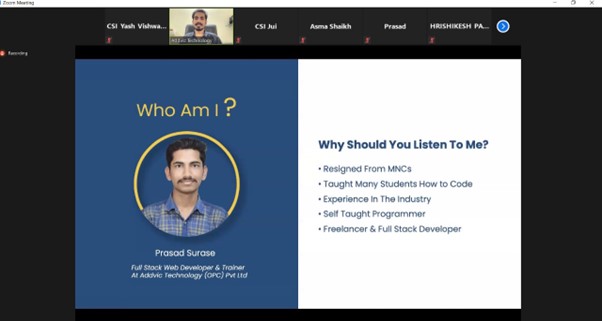 Zoom Meeting
CSI Yash Vishwa...
CSI Jui
Asma Shaikh
Prasad
HRISHIKESH PA...
Addvic Technology
Recording
Who Am I ?
Prasad Surase
Full Stack Web Developer & Trainer
At Addvic Technology (OPC) Pvt Ltd
Why Should You Listen To Me?
• Resigned From MNCs
• Taught Many Students How to Code
• Experience In The Industry
• Self Taught Programmer
• Freelancer & Full Stack Developer